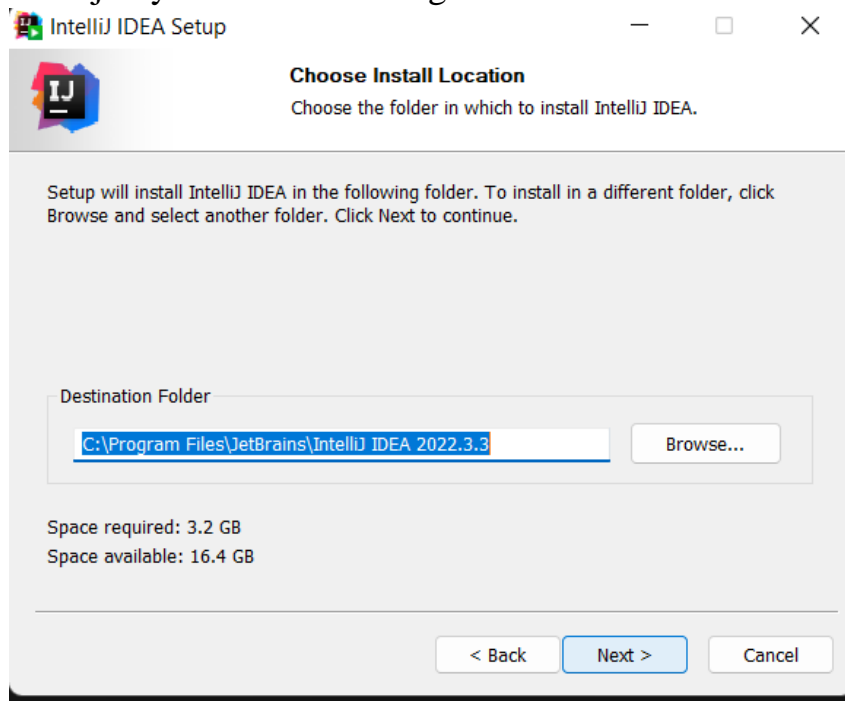 IntelliJ IDEA Setup
IJ
Choose Install Location
Choose the folder in which to install IntelliJ IDEA.
Setup will install IntelliJ IDEA in the following folder. To install in a different folder, click
Browse and select another folder. Click Next to continue.
Destination Folder
C:\Program Files\JetBrains\IntelliJ IDEA 2022.3.3
Browse...
Space required: 3.2 GB
Space available: 16.4 GB
< Back
Next >
Cancel